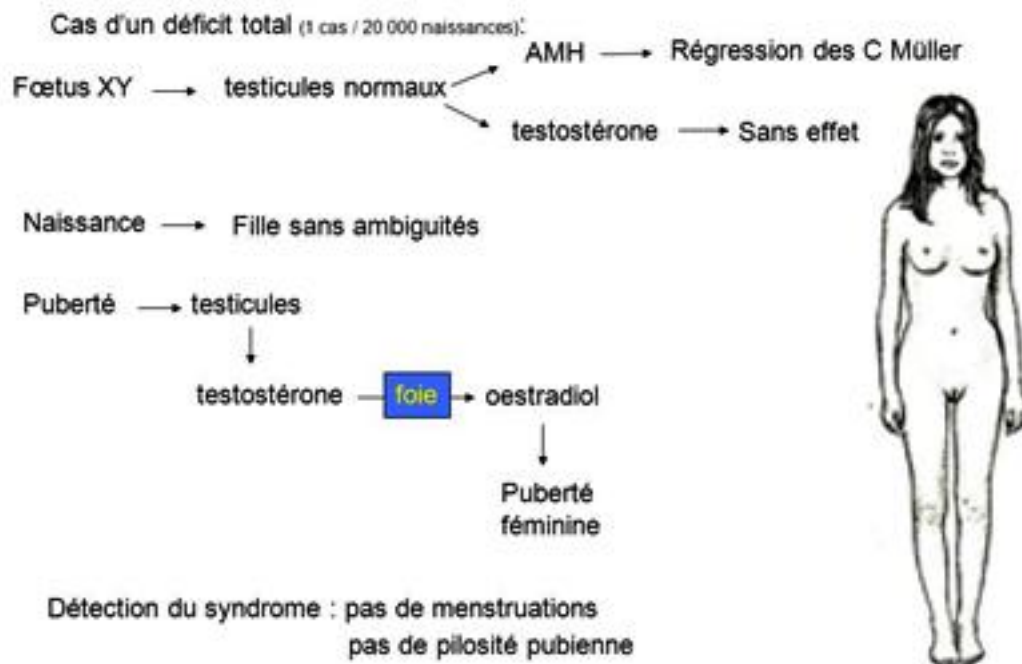 Cas d'un déficit total (1 cas / 20 000 naissances):
AMH → Régression des C Müller
Fœtus XY → testicules normaux
testostérone → Sans effet
Naissance → Fille sans ambiguités
Puberté → testicules
testostérone → foie → oestradiol
Puberté
féminine
Détection du syndrome : pas de menstruations
pas de pilosité pubienne